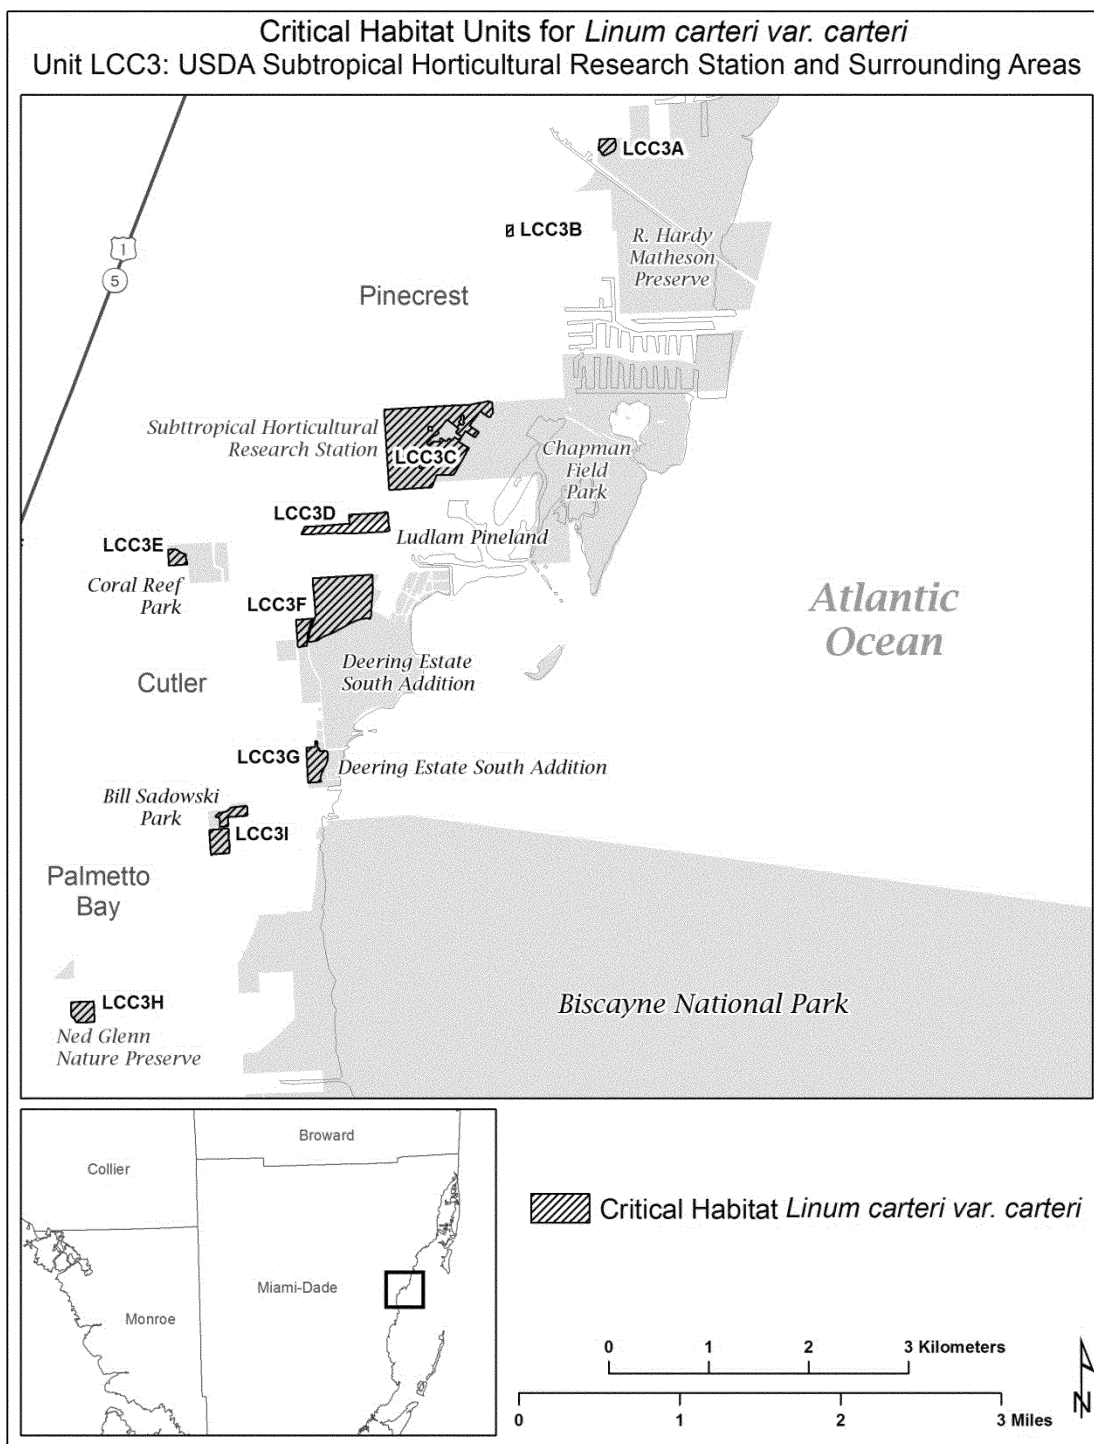 Critical Habitat Units for Linum carteri var. carteri
Unit LCC3: USDA Subtropical Horticultural Research Station and Surrounding Areas
LCC3A
LCC3B
R. Hardy
Matheson
Preserve
1
5
Pinecrest
Subttropical Horticultural
Research Station
LCC3C
Chapman
Field
Park
LCC3D
Ludlam Pineland
LCC3E
Coral Reef
Park
LCC3F
Atlantic
Ocean
Deering Estate
South Addition
Cutler
LCC3G
Deering Estate South Addition
Bill Sadowski
Park
LCC3I
Palmetto
Bay
LCC3H
Ned Glenn
Nature Preserve
Biscayne National Park
Broward
Collier
Miami-Dade
Monroe
Critical Habitat Linum carteri var. carteri
0 1 2 3 Kilometers
N
0 1 2 3 Miles